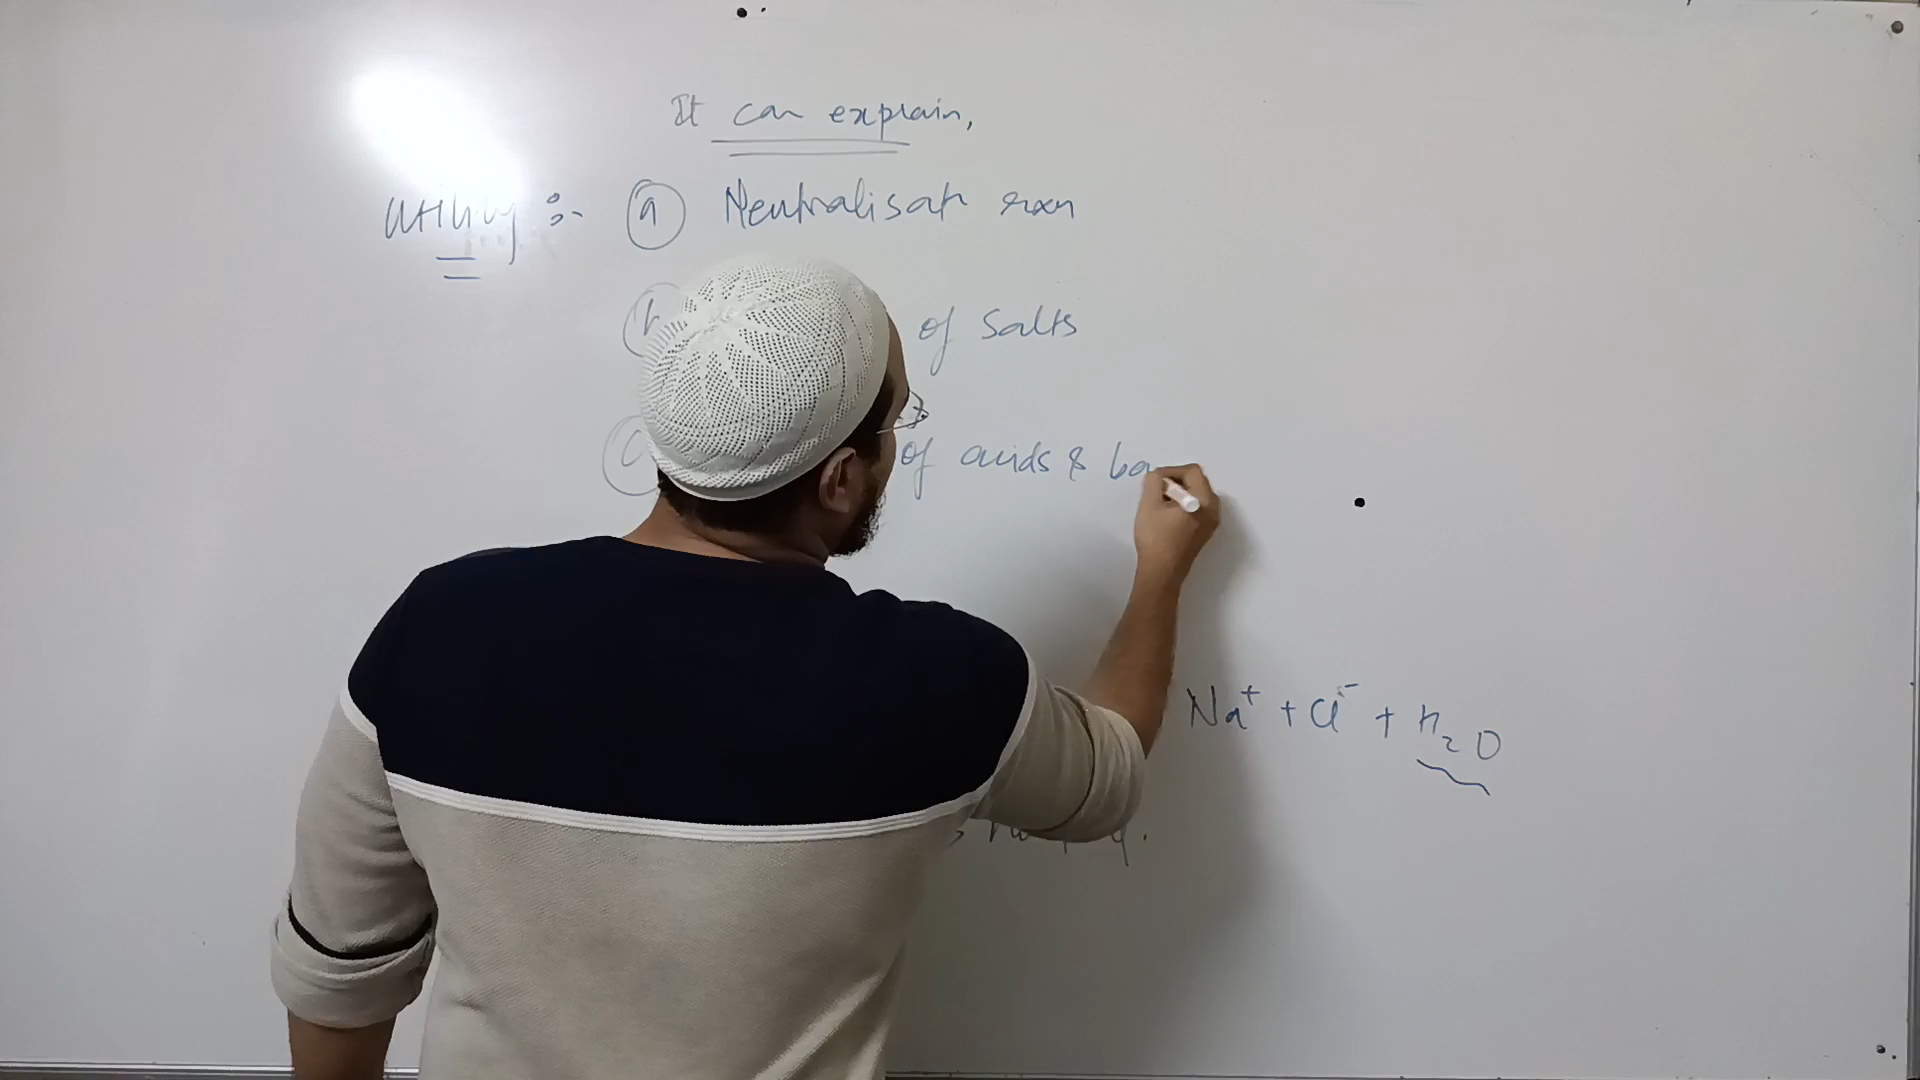 It can explain,
Utility :- (a) Neutralisatn rxn
(b) of Salts
of acids & ba
Na⁺ + Cl⁻ + H₂O